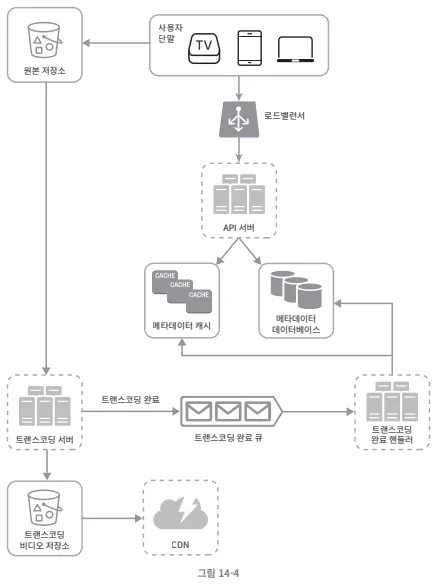 사용자
단말
TV
원본 저장소
로드밸런서
API 서버
CACHE
CACHE
CACHE
메타데이터 캐시
메타데이터
데이터베이스
트랜스코딩 서버
트랜스코딩 완료
트랜스코딩 완료 큐
트랜스코딩
완료 핸들러
트랜스코딩
비디오 저장소
CDN
그림 14-4